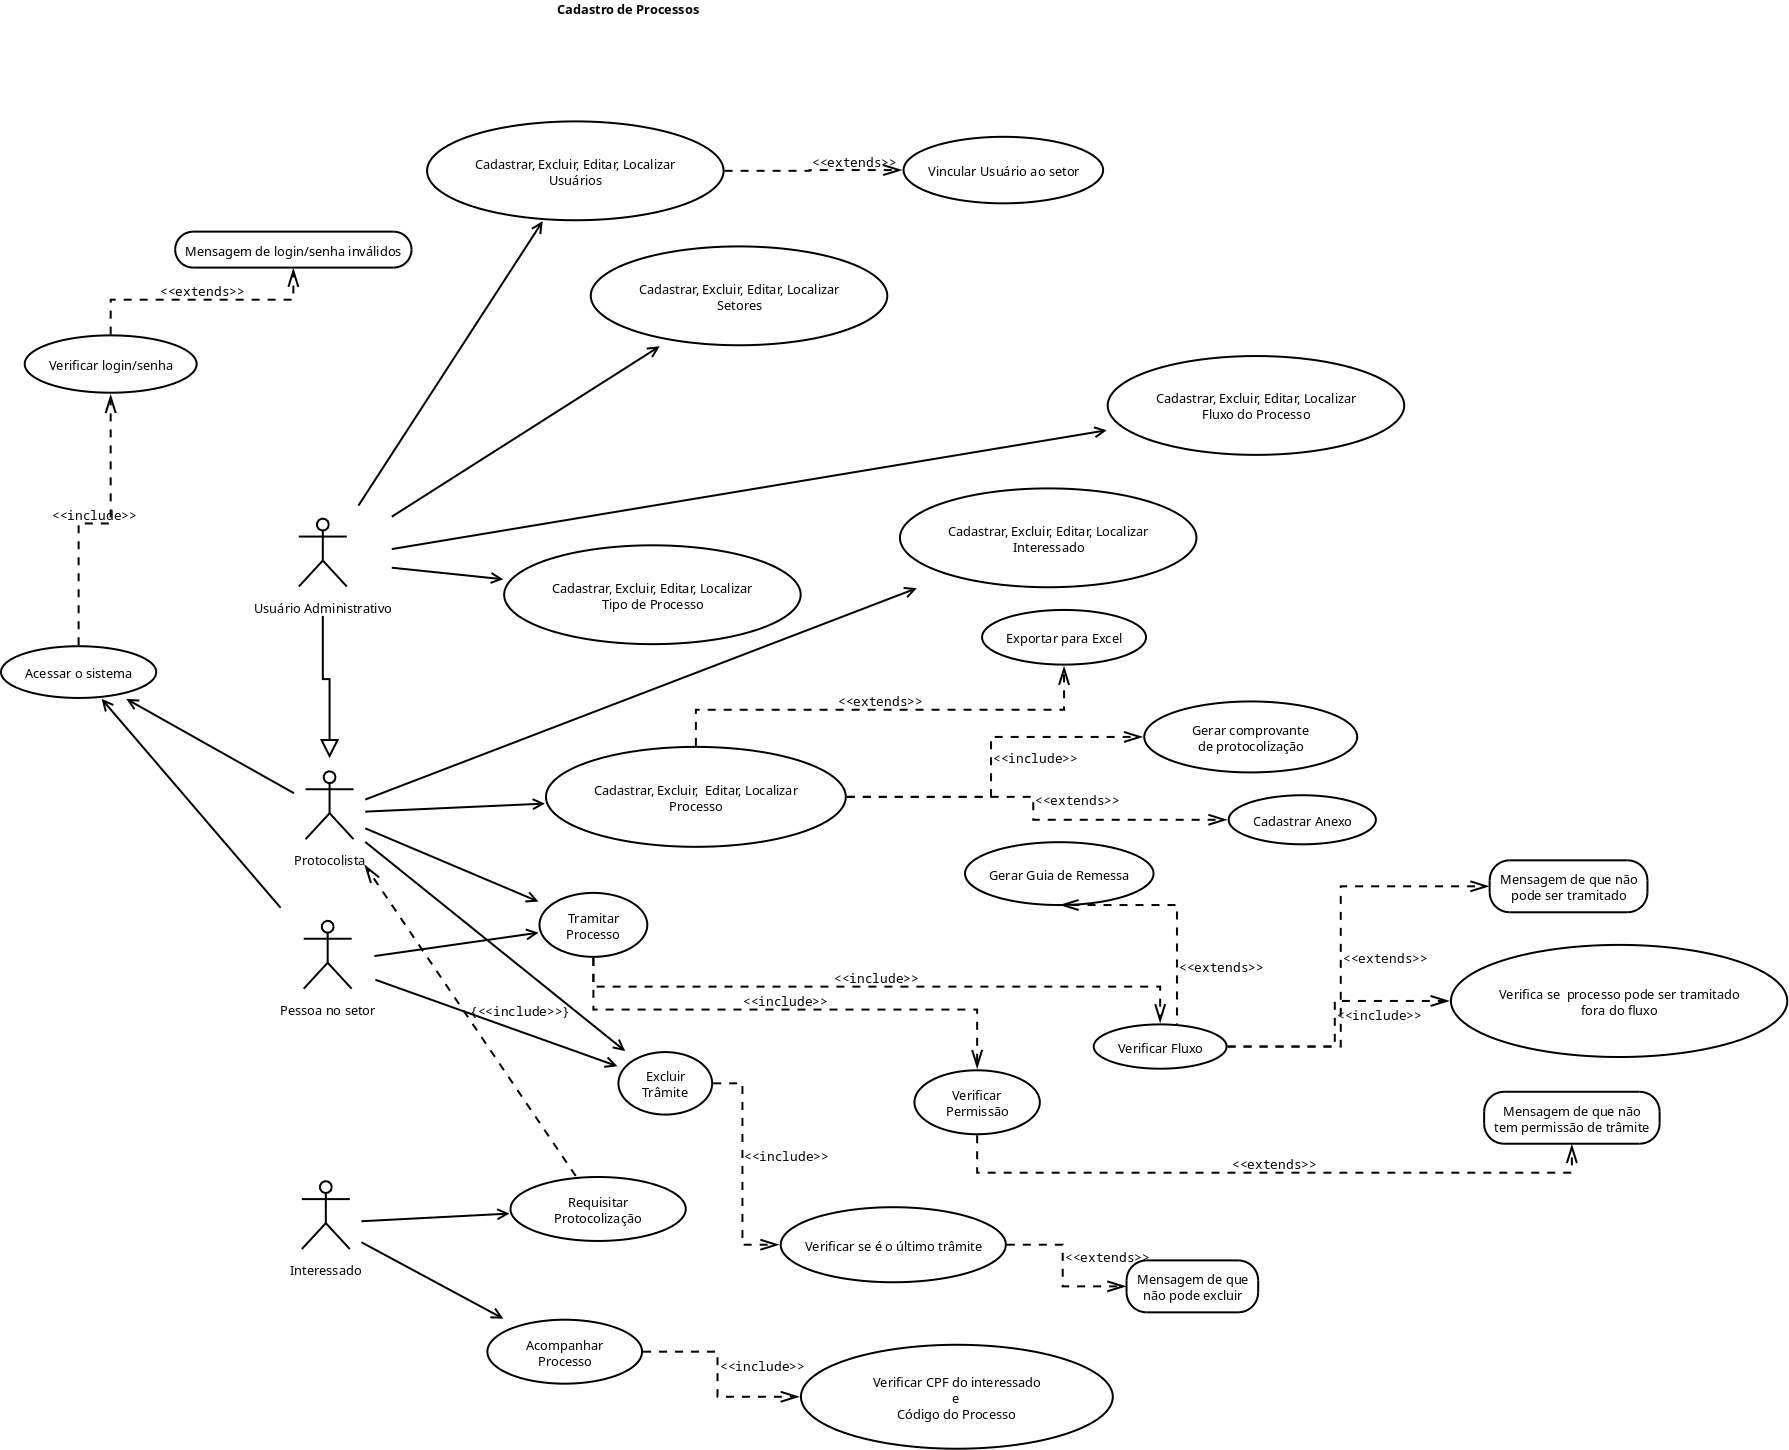 Cadastro de Processos
Cadastrar, Excluir, Editar, Localizar
Usuários
<<extends>>
Vincular Usuário ao setor
Mensagem de login/senha inválidos
<<extends>>
Cadastrar, Excluir, Editar, Localizar
Setores
Verificar login/senha
Cadastrar, Excluir, Editar, Localizar
Fluxo do Processo
<<include>>
Cadastrar, Excluir, Editar, Localizar
Interessado
Cadastrar, Excluir, Editar, Localizar
Tipo de Processo
Usuário Administrativo
Exportar para Excel
Acessar o sistema
<<extends>>
Gerar comprovante
de protocolização
<<include>>
Cadastrar, Excluir, Editar, Localizar
Processo
<<extends>>
Cadastrar Anexo
Protocolista
Gerar Guia de Remessa
Mensagem de que não
pode ser tramitado
Tramitar
Processo
<<extends>>
<<extends>>
<<include>>
Verifica se processo pode ser tramitado
fora do fluxo
<<include>>
Pessoa no setor
{<<include>>}
<<include>>
Verificar Fluxo
Excluir
Trâmite
Verificar
Permissão
Mensagem de que não
tem permissão de trâmite
<<include>>
<<extends>>
Requisitar
Protocolização
Verificar se é o último trâmite
<<extends>>
Interessado
Mensagem de que
não pode excluir
Acompanhar
Processo
<<include>>
Verificar CPF do interessado
e
Código do Processo